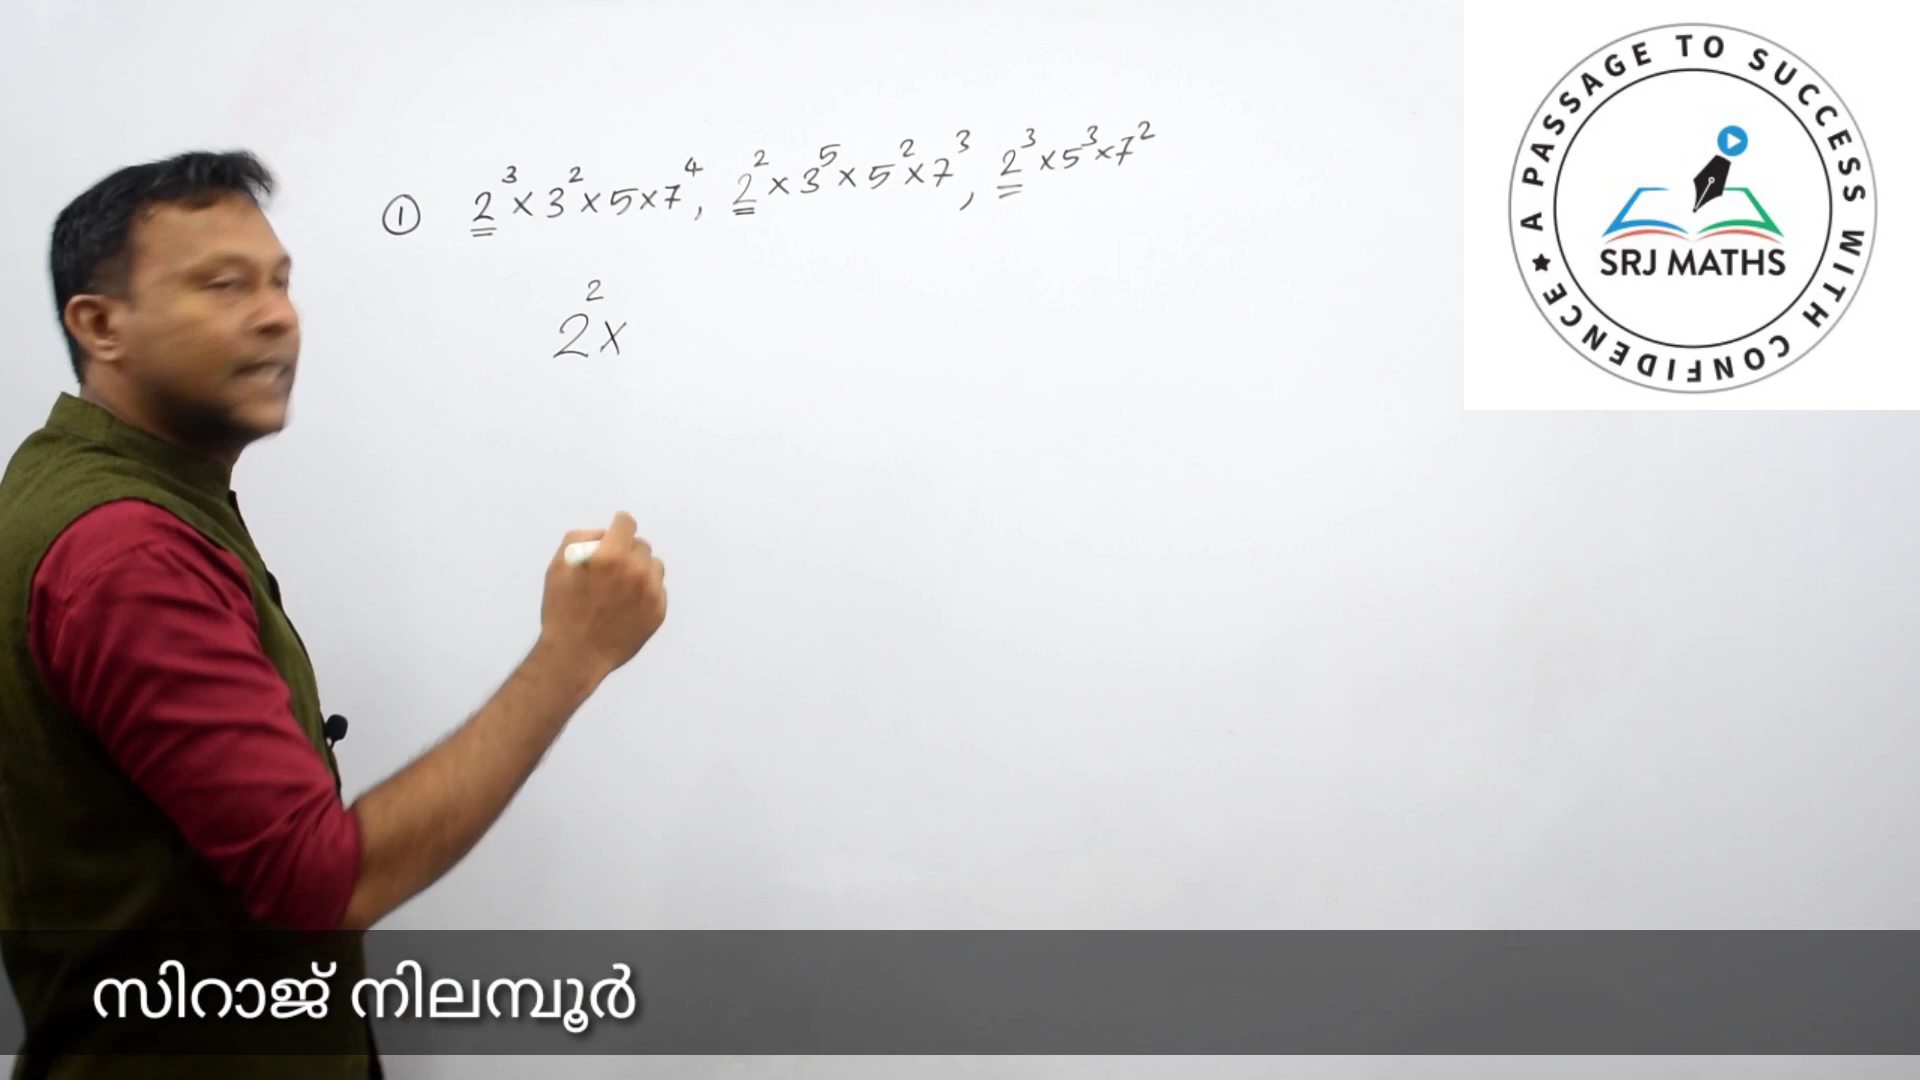 ① 2³ × 3² × 5 × 7⁴, 2² × 3⁵ × 5² × 7³, 2³ × 5³ × 7²
2² ×
A PASSAGE TO SUCCESS WITH CONFIDENCE ★
SRJ MATHS
സിറാജ് നിലമ്പൂർ